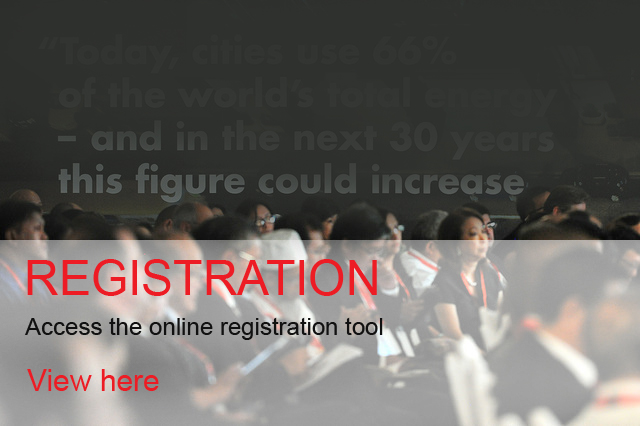 “Today, cities use 66%
of the world's total energy
– and in the next 30 years
this figure could increase
REGISTRATION
Access the online registration tool
View here